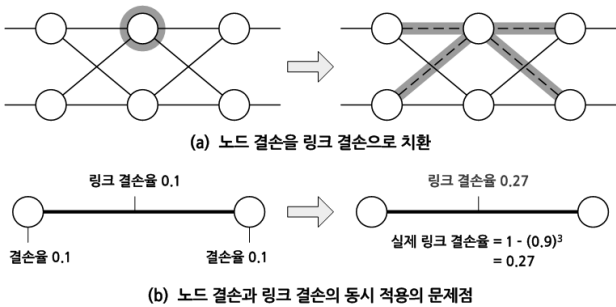 (a) 노드 결손을 링크 결손으로 치환
링크 결손율 0.1
링크 결손율 0.27
결손율 0.1
결손율 0.1
실제 링크 결손율 = 1 - (0.9)³
= 0.27
(b) 노드 결손과 링크 결손의 동시 적용의 문제점